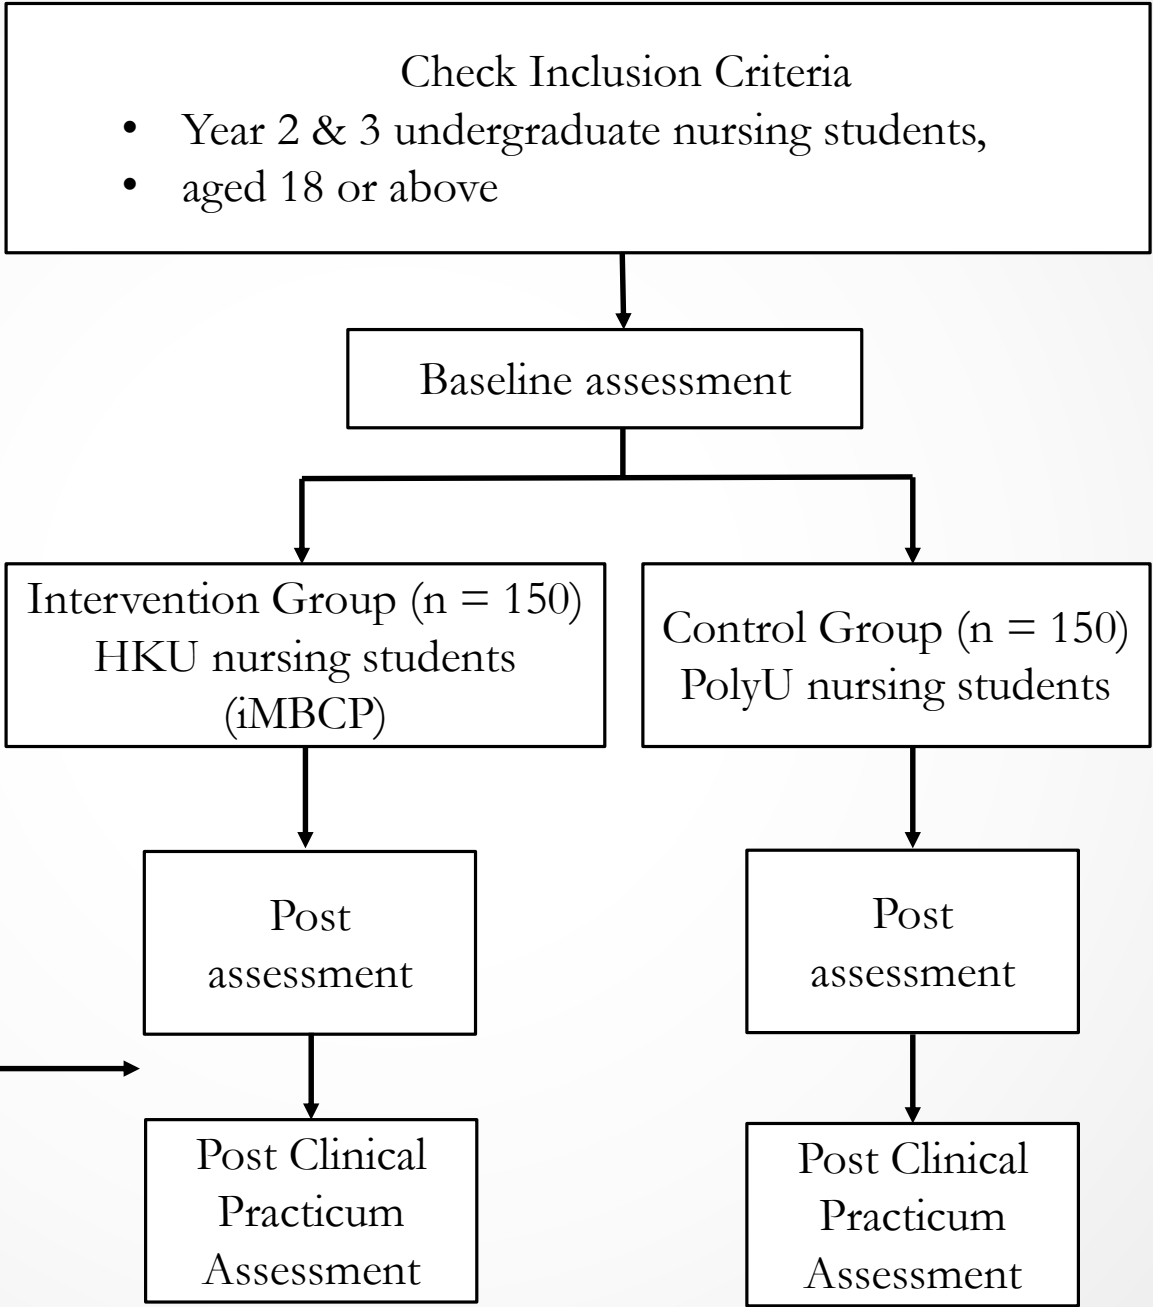 Check Inclusion Criteria
• Year 2 & 3 undergraduate nursing students,
• aged 18 or above
Baseline assessment
Intervention Group (n = 150)
HKU nursing students
(iMBCP)
Control Group (n = 150)
PolyU nursing students
Post
assessment
Post
assessment
Post Clinical
Practicum
Assessment
Post Clinical
Practicum
Assessment